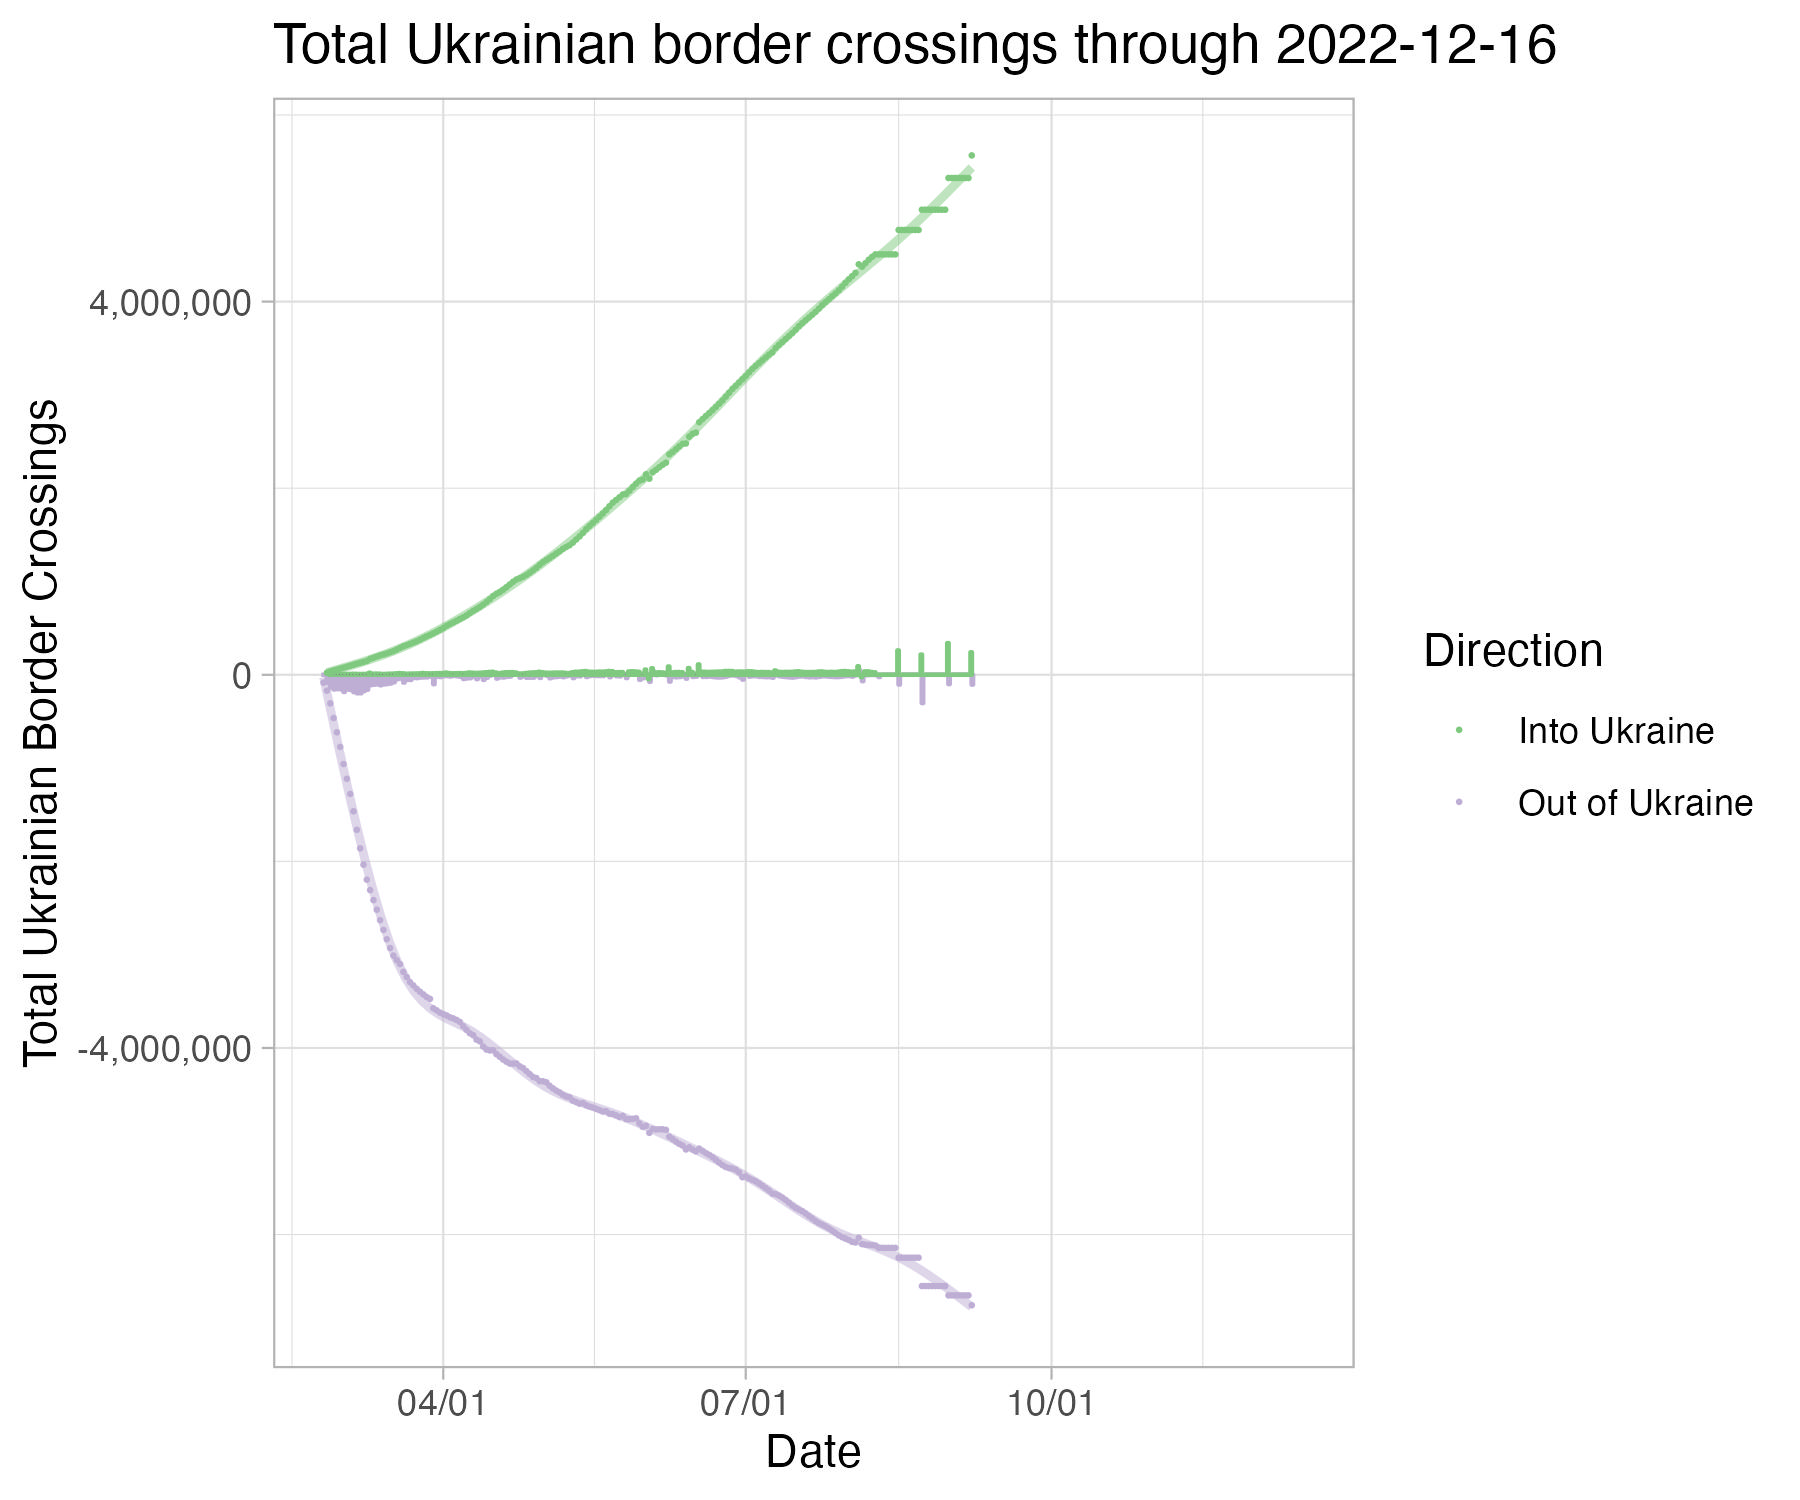 Total Ukrainian border crossings through 2022-12-16
Total Ukrainian Border Crossings
4,000,000
0
-4,000,000
04/01
07/01
10/01
Date
Direction
Into Ukraine
Out of Ukraine